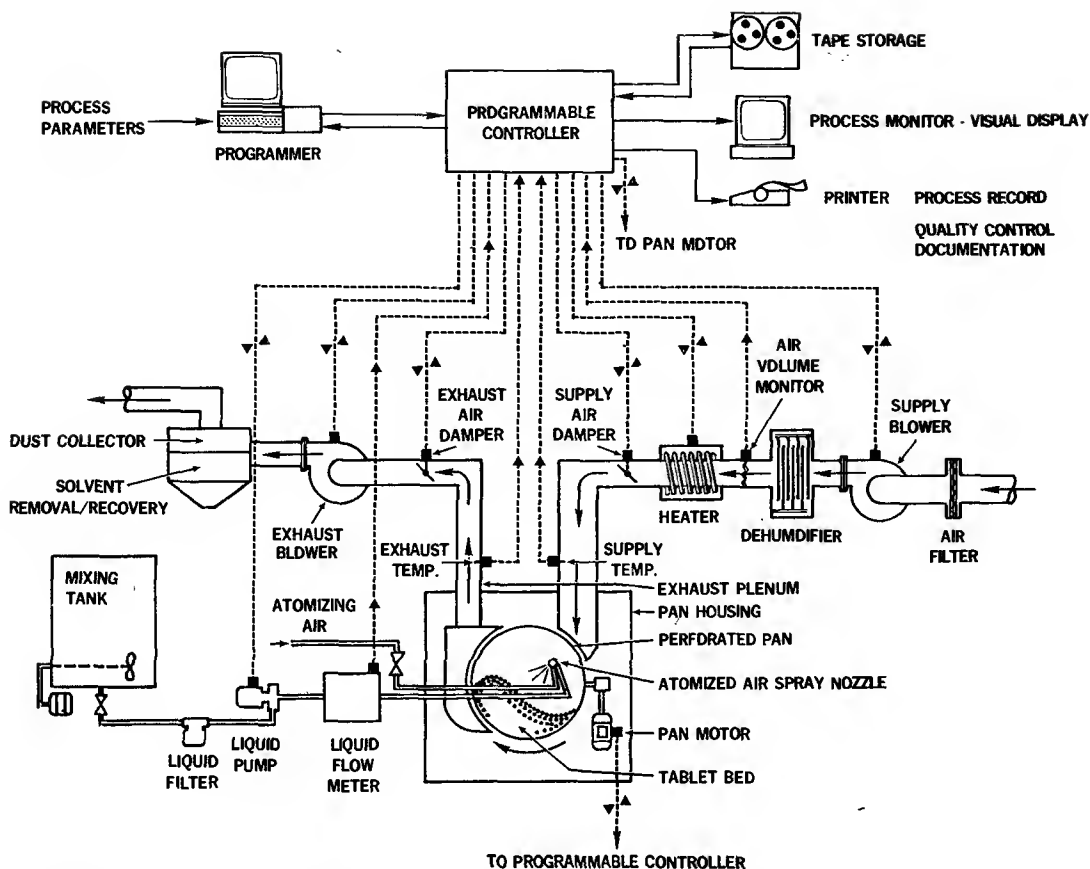 TAPE STORAGE
PROCESS
PARAMETERS
PROGRAMMER
PRDGRAMMABLE
CONTROLLER
PROCESS MONITOR - VISUAL DISPLAY
PRINTER PROCESS RECORD
QUALITY CONTROL
DOCUMENTATION
TD PAN MDTOR
AIR
VDLUME
MONITOR
EXHAUST
AIR
DAMPER
SUPPLY
AIR
DAMPER
SUPPLY
BLOWER
DUST COLLECTOR
SOLVENT
REMOVAL/RECOVERY
EXHAUST
BLDWER
HEATER
DEHUMDIFIER
AIR
FILTER
EXHAUST
TEMP.
SUPPLY
TEMP.
MIXING
TANK
ATOMIZING
AIR
EXHAUST PLENUM
PAN HOUSING
PERFDRATED PAN
ATOMIZED AIR SPRAY NOZZLE
PAN MOTOR
TABLET BED
LIQUID
FILTER
LIQUID
PUMP
LIQUID
FLOW
METER
TO PROGRAMMABLE CONTROLLER